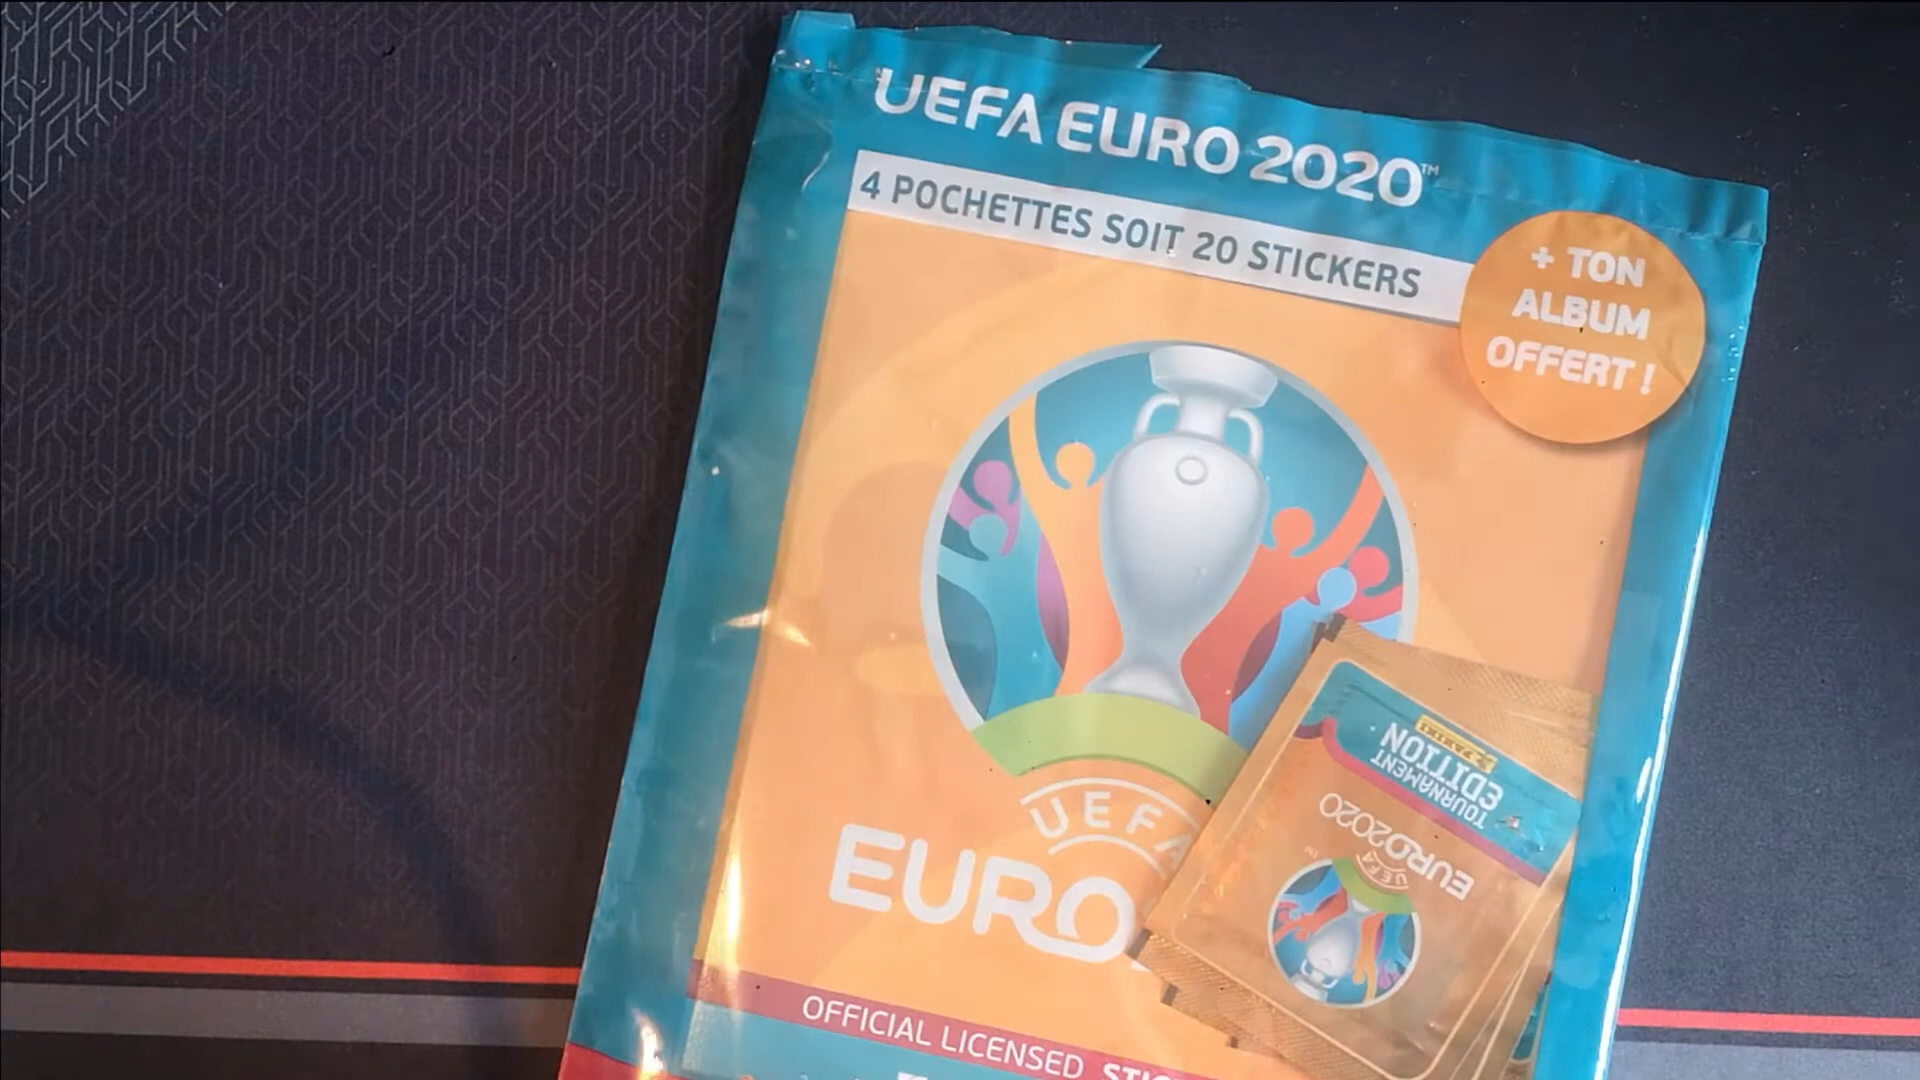 UEFA EURO 2020™
4 POCHETTES SOIT 20 STICKERS
+ TON
ALBUM
OFFERT !
UEFA
EURO
OFFICIAL LICENSED
PANINI
TOURNAMENT
EDITION
EURO2020
UEFA